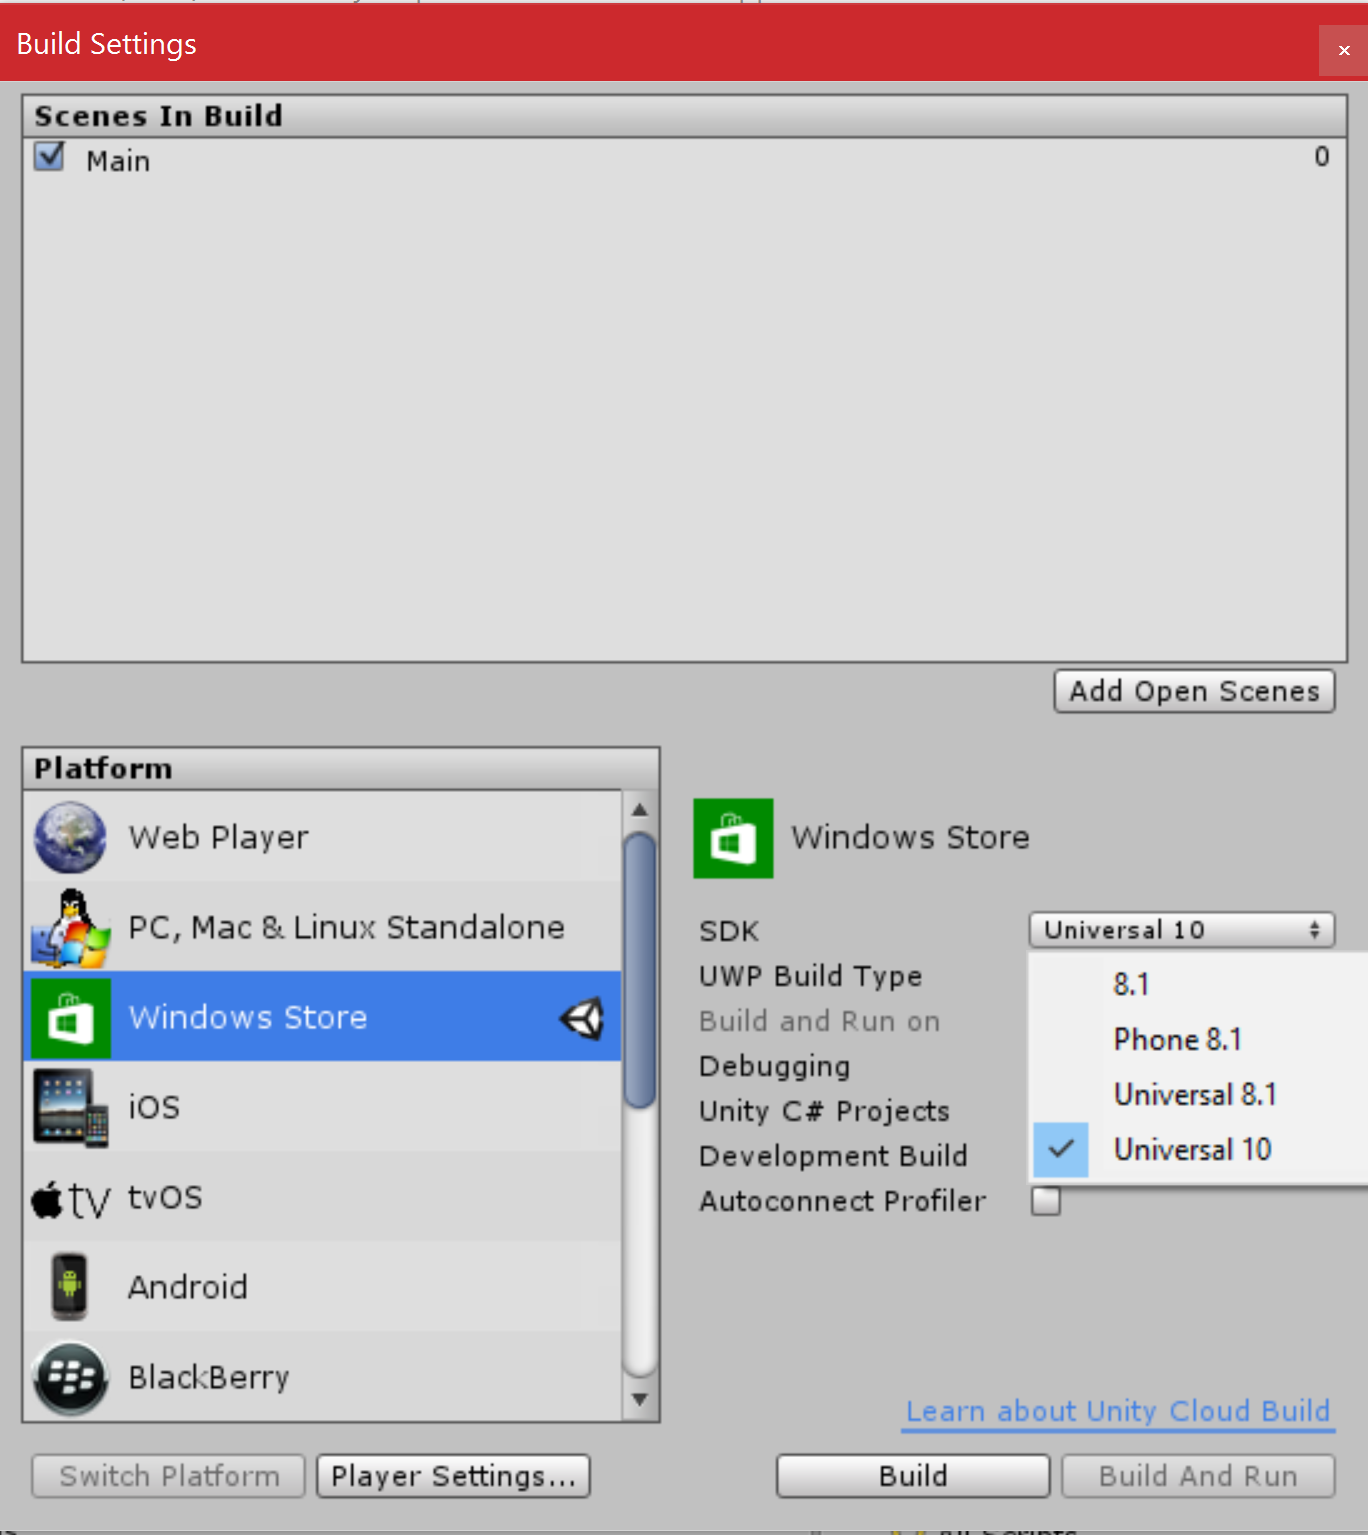 Build Settings
Scenes In Build
Main 0
Add Open Scenes
Platform
Web Player
PC, Mac & Linux Standalone
Windows Store
iOS
tv tvOS
Android
BlackBerry
Windows Store
SDK Universal 10
UWP Build Type
Build and Run on
Debugging
Unity C# Projects
Development Build
Autoconnect Profiler
8.1
Phone 8.1
Universal 8.1
Universal 10
Learn about Unity Cloud Build
Switch Platform Player Settings... Build Build And Run